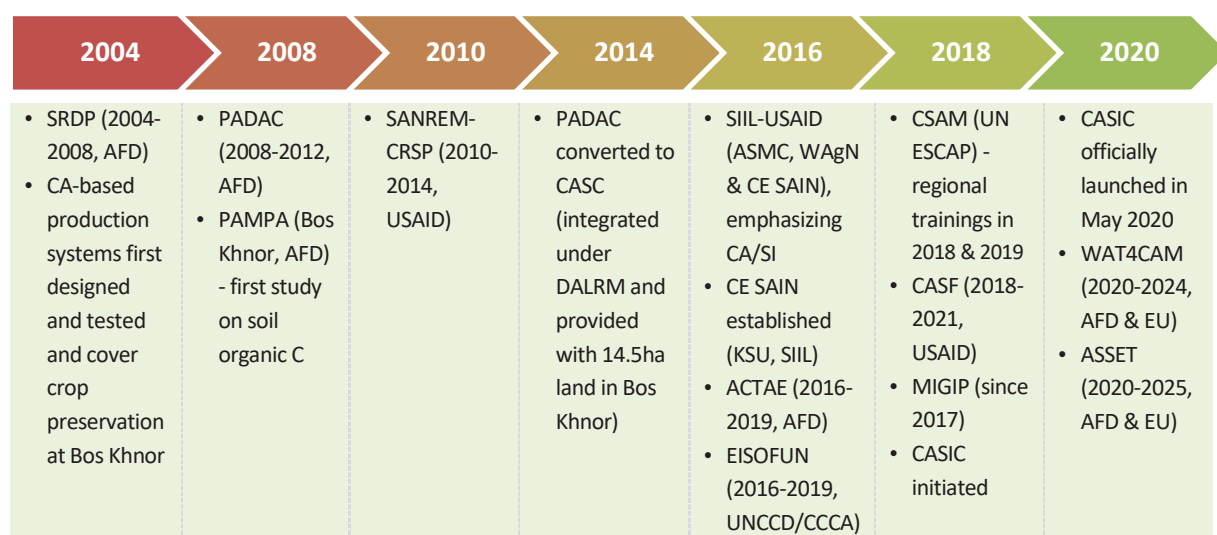 2004
2008
2010
2014
2016
2018
2020
• SRDP (2004-
2008, AFD)
• CA-based
production
systems first
designed
and tested
and cover
crop
preservation
at Bos Khnor
• PADAC
(2008-2012,
AFD)
• PAMPA (Bos
Khnor, AFD)
- first study
on soil
organic C
• SANREM-
CRSP (2010-
2014,
USAID)
• PADAC
converted to
CASC
(integrated
under
DALRM and
provided
with 14.5ha
land in Bos
Khnor)
• SIIL-USAID
(ASMC, WAgN
& CE SAIN),
emphasizing
CA/SI
• CE SAIN
established
(KSU, SIIL)
• ACTAE (2016-
2019, AFD)
• EISOFUN
(2016-2019,
UNCCD/CCCA)
• CSAM (UN
ESCAP) -
regional
trainings in
2018 & 2019
• CASF (2018-
2021,
USAID)
• MIGIP (since
2017)
• CASIC
initiated
• CASIC
officially
launched in
May 2020
• WAT4CAM
(2020-2024,
AFD & EU)
• ASSET
(2020-2025,
AFD & EU)